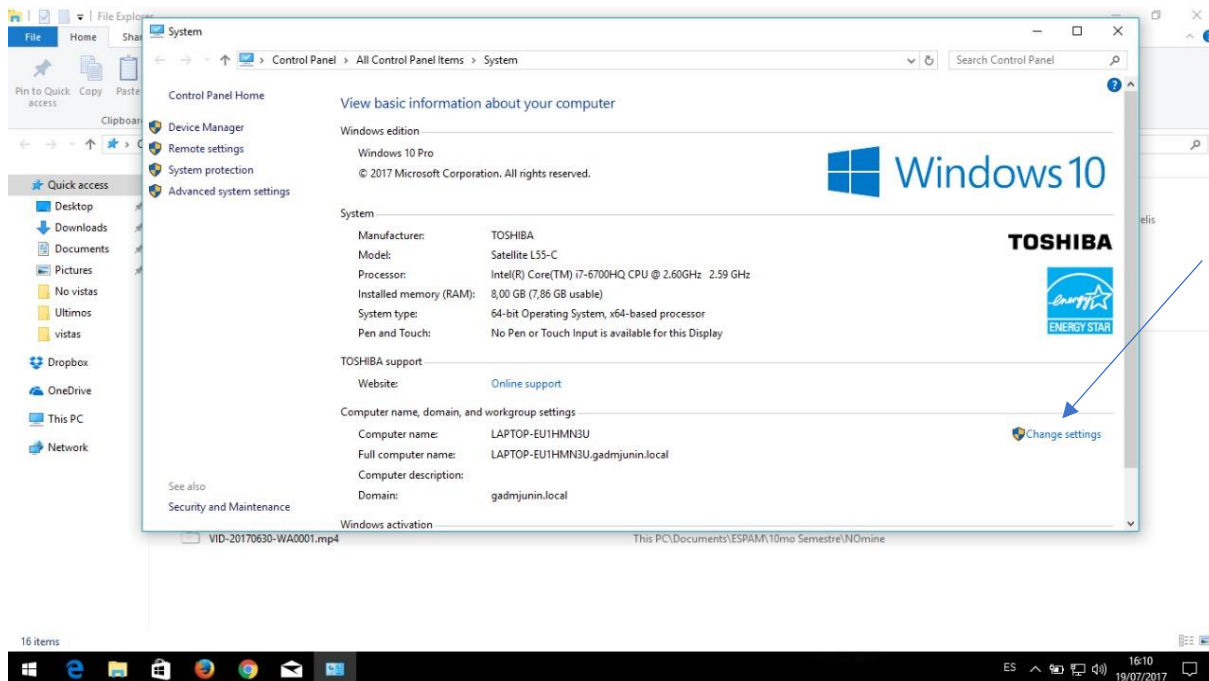 File Explorer
File Home Shar
Pin to Quick access
Copy
Paste
Clipboar
Quick access
Desktop
Downloads
Documents
Pictures
No vistas
Ultimos
vistas
Dropbox
OneDrive
This PC
Network
System
Control Panel > All Control Panel Items > System
Search Control Panel
Control Panel Home
Device Manager
Remote settings
System protection
Advanced system settings
See also
Security and Maintenance
View basic information about your computer
Windows edition
Windows 10 Pro
© 2017 Microsoft Corporation. All rights reserved.
Windows 10
System
Manufacturer: TOSHIBA
Model: Satellite L55-C
Processor: Intel(R) Core(TM) i7-6700HQ CPU @ 2.60GHz 2.59 GHz
Installed memory (RAM): 8,00 GB (7,86 GB usable)
System type: 64-bit Operating System, x64-based processor
Pen and Touch: No Pen or Touch Input is available for this Display
TOSHIBA
energy
ENERGY STAR
TOSHIBA support
Website: Online support
Computer name, domain, and workgroup settings
Computer name: LAPTOP-EU1HMN3U
Change settings
Full computer name: LAPTOP-EU1HMN3U.gadmjunin.local
Computer description:
Domain: gadmjunin.local
Windows activation
elis
VID-20170630-WA0001.mp4 This PC\Documents\ESPAM\10mo Semestre\NOmine
16 items
ES 16:10
19/07/2017